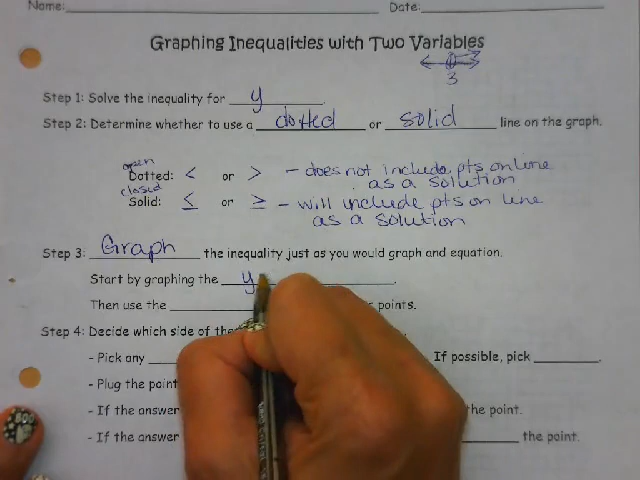 Name: Date:
Graphing Inequalities with Two Variables
3
Step 1: Solve the inequality for y
Step 2: Determine whether to use a dotted or solid line on the graph.
open
Dotted: < or > - does not include pts on line
as a solution
closed
Solid: ≤ or ≥ - will include pts on line
as a solution
Step 3: Graph the inequality just as you would graph and equation.
Start by graphing the y
Then use the points.
Step 4: Decide which side of the
- Pick any If possible, pick
- Plug the point
- If the answer the point.
- If the answer the point.